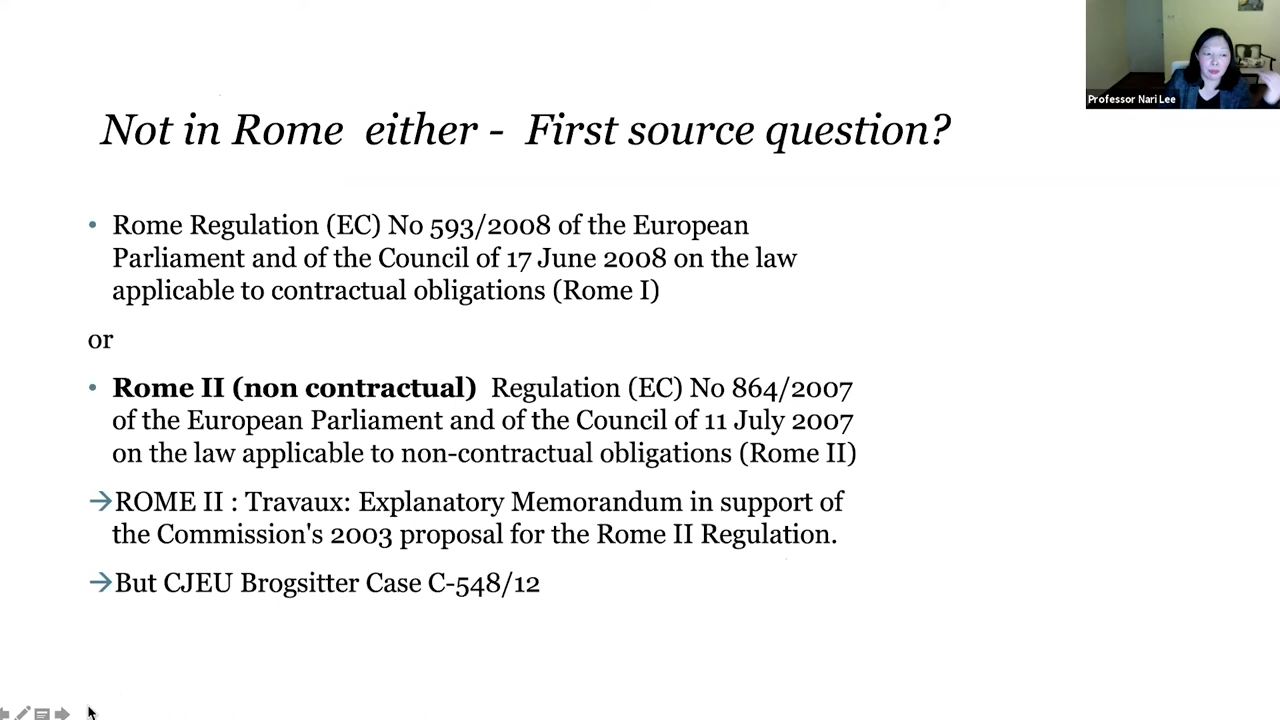 Professor Nari Lee
Not in Rome either - First source question?
• Rome Regulation (EC) No 593/2008 of the European
Parliament and of the Council of 17 June 2008 on the law
applicable to contractual obligations (Rome I)
or
• Rome II (non contractual) Regulation (EC) No 864/2007
of the European Parliament and of the Council of 11 July 2007
on the law applicable to non-contractual obligations (Rome II)
→ROME II : Travaux: Explanatory Memorandum in support of
the Commission's 2003 proposal for the Rome II Regulation.
→But CJEU Brogsitter Case C-548/12